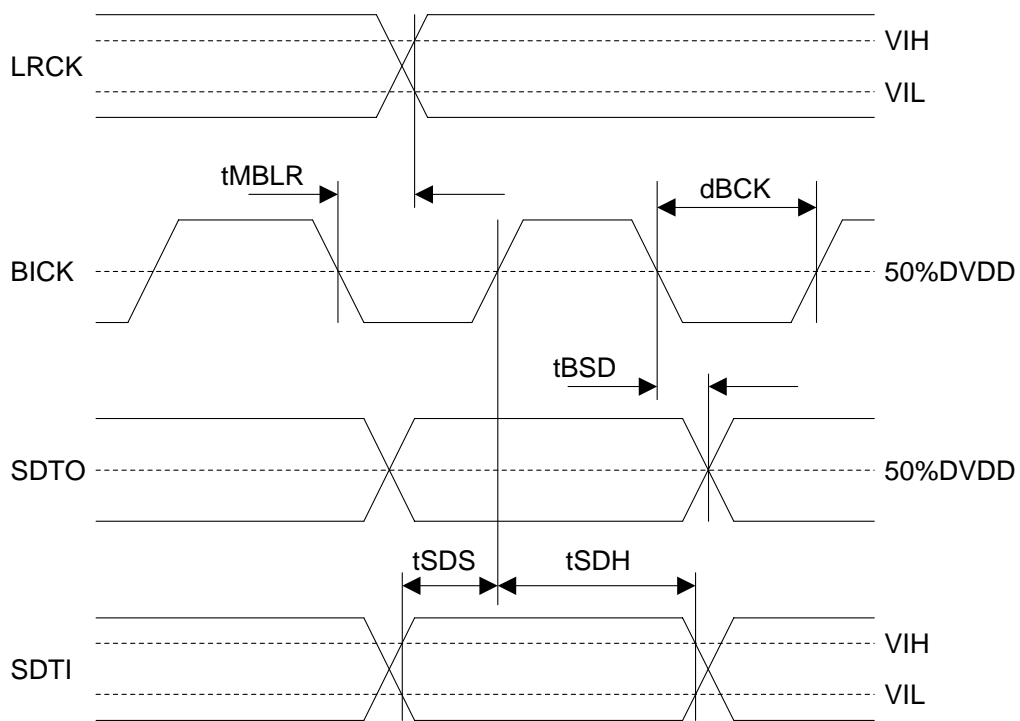 VIH
LRCK
VIL
tMBLR
dBCK
BICK
50%DVDD
tBSD
SDTO
50%DVDD
tSDS
tSDH
VIH
SDTI
VIL